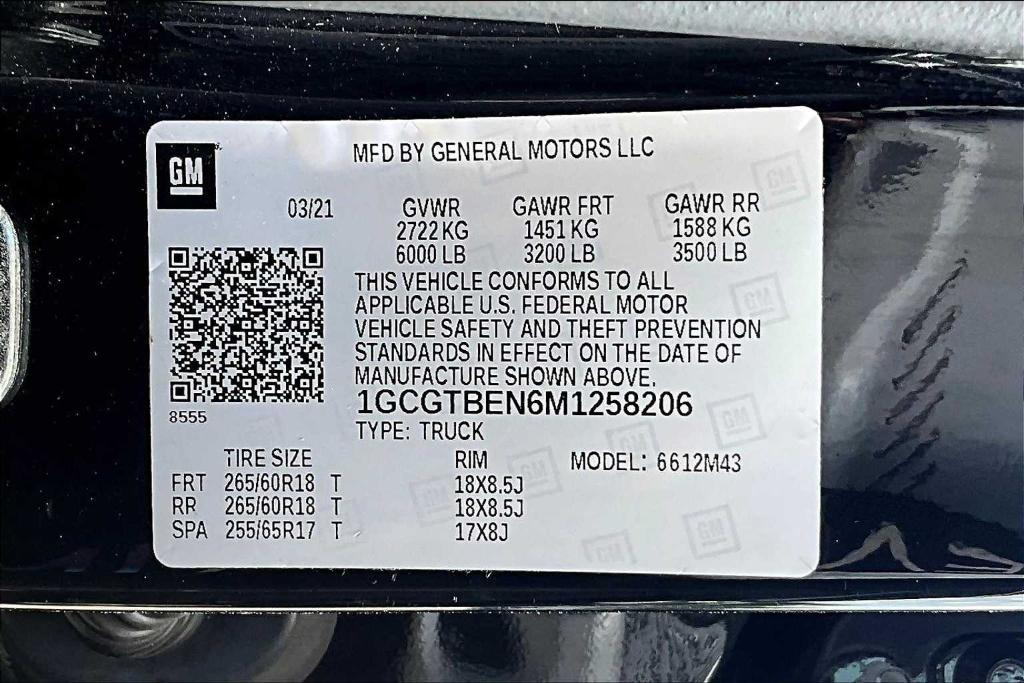 GM
MFD BY GENERAL MOTORS LLC
03/21 GVWR GAWR FRT GAWR RR
2722 KG 1451 KG 1588 KG
6000 LB 3200 LB 3500 LB
THIS VEHICLE CONFORMS TO ALL
APPLICABLE U.S. FEDERAL MOTOR
VEHICLE SAFETY AND THEFT PREVENTION
STANDARDS IN EFFECT ON THE DATE OF
MANUFACTURE SHOWN ABOVE.
8555
1GCGTBEN6M1258206
TYPE: TRUCK
TIRE SIZE RIM MODEL: 6612M43
FRT 265/60R18 T 18X8.5J
RR 265/60R18 T 18X8.5J
SPA 255/65R17 T 17X8J